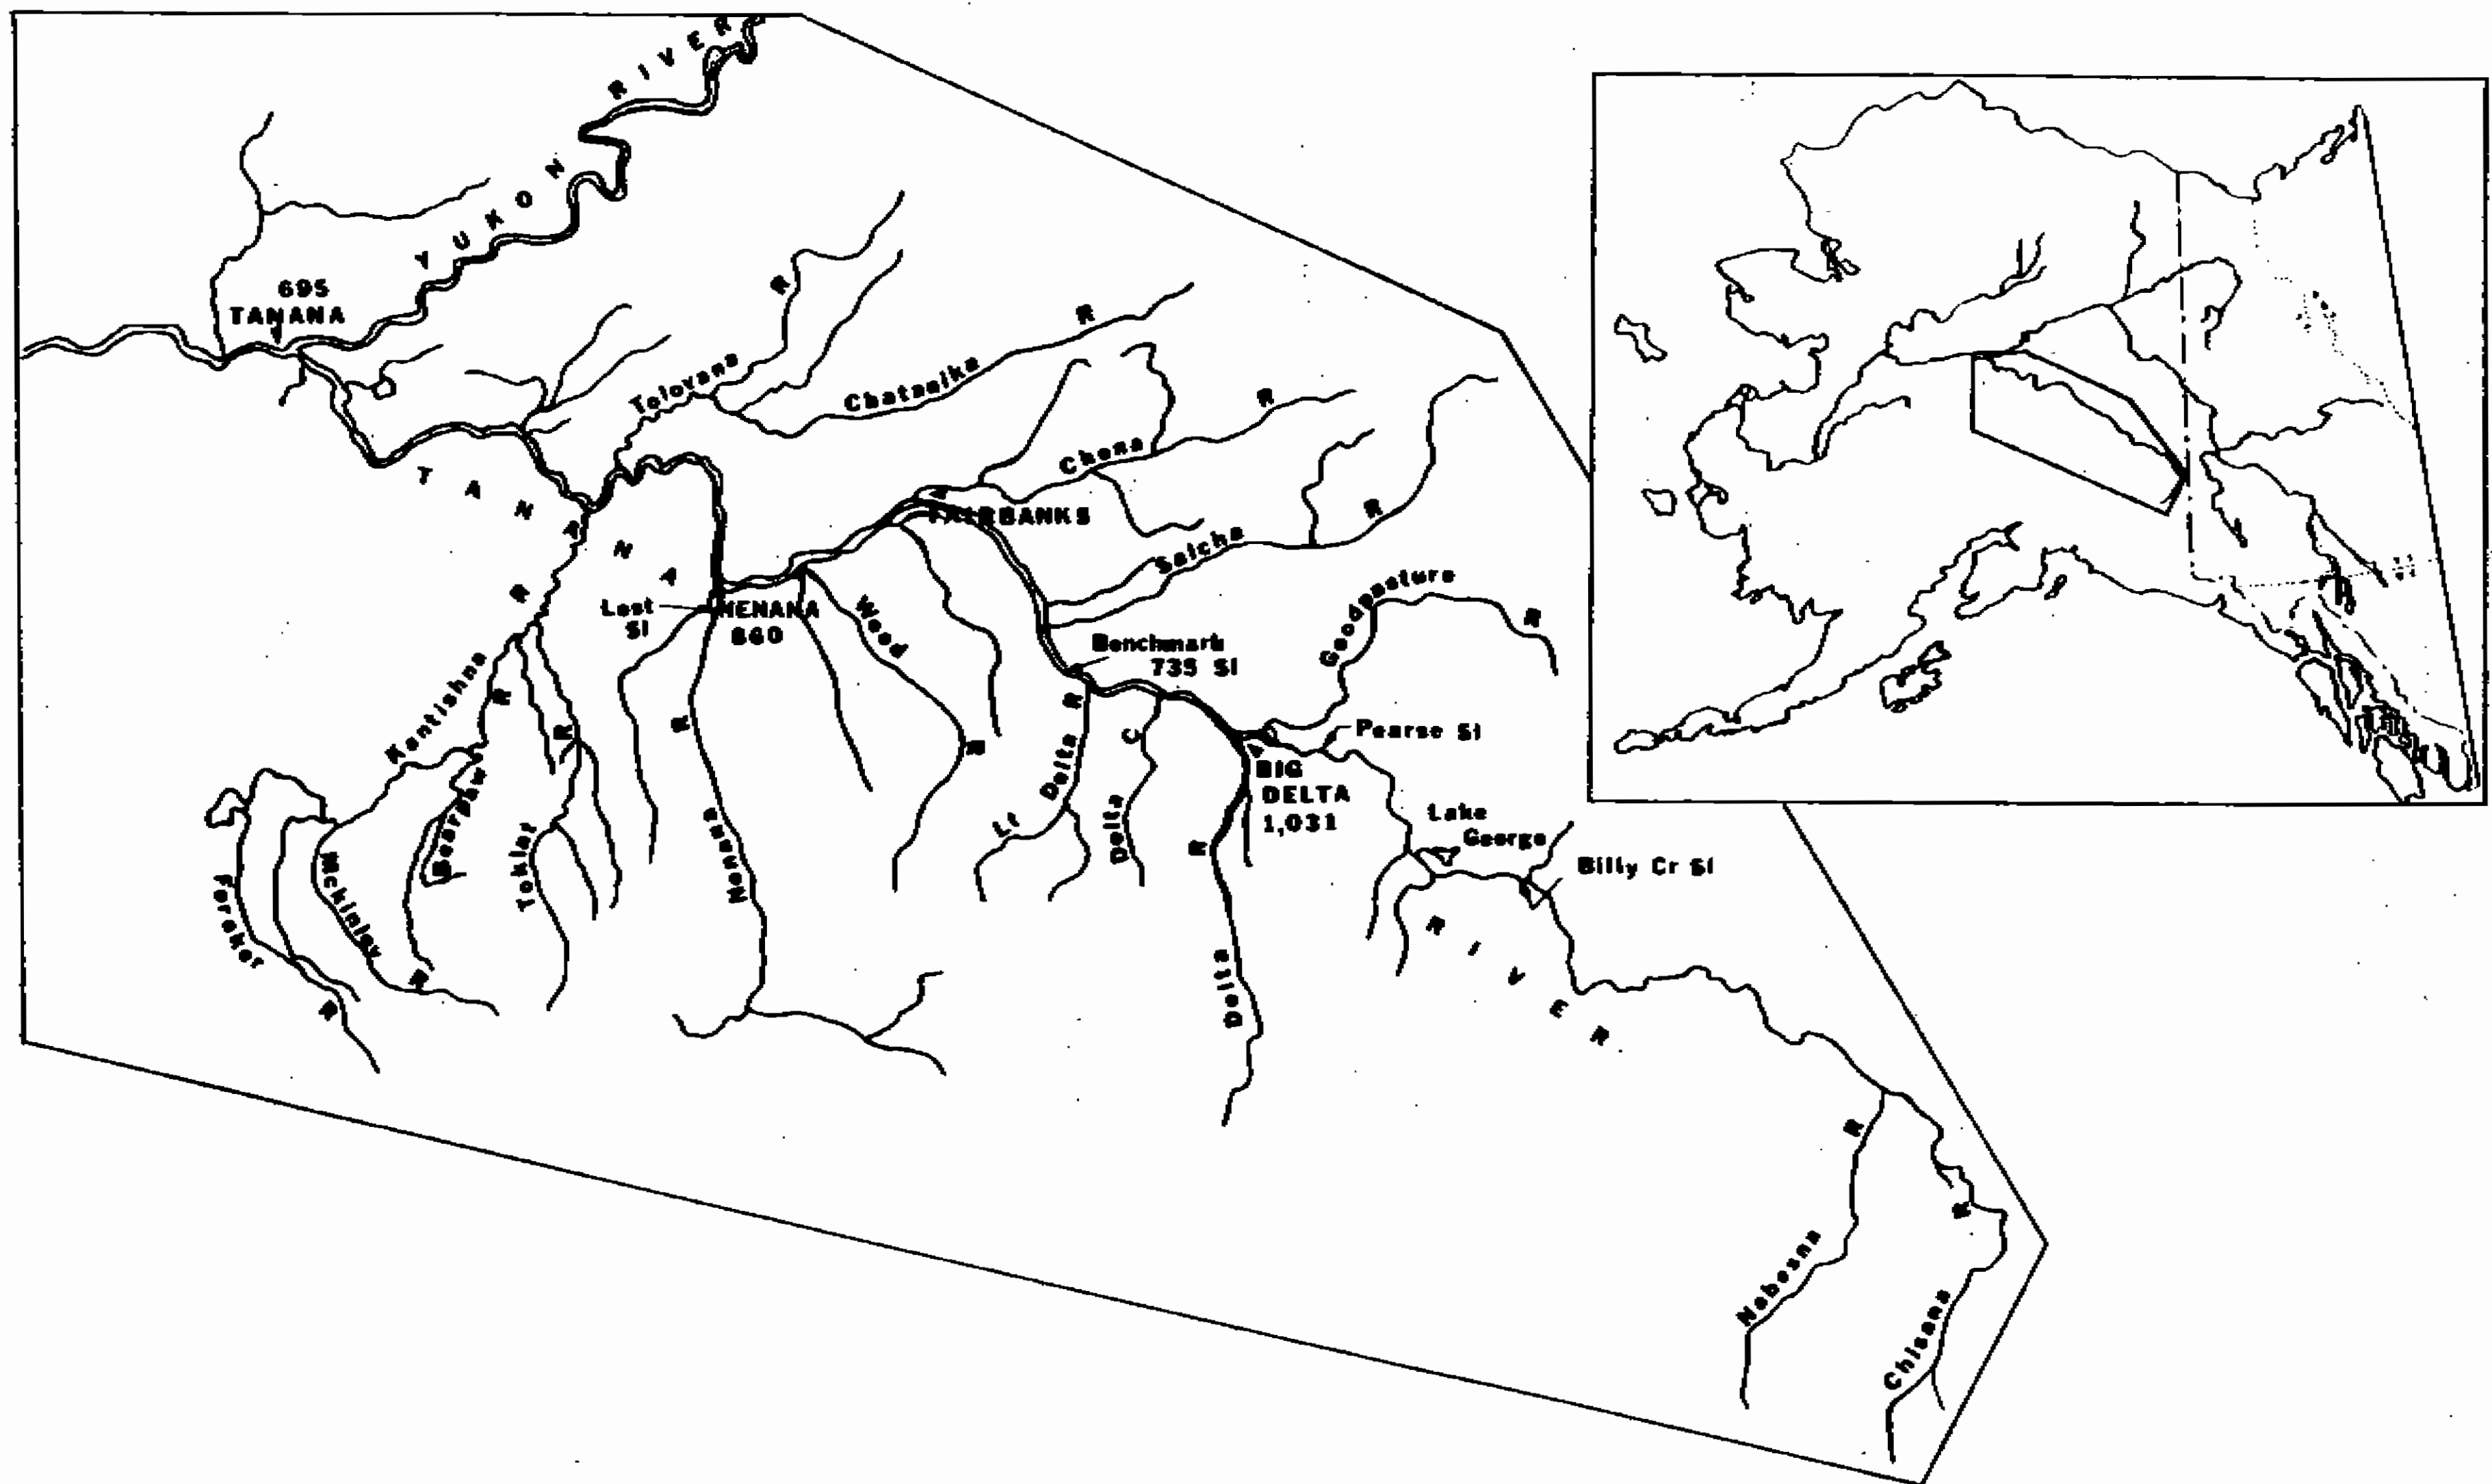 YUKON RIVER
695
TANANA
Tolovana R
Chatanika R
Chena R
FAIRBANKS
TANANA RIVER
Salcha R
Goodpasture R
Lost
Sl
NENANA
860
Wood R
Benchmark
735 Sl
Kantishna R
Pearse Sl
BIG
DELTA
1,031
Lt Delta R
Delta C
Lake
George
Billy Cr Sl
Bearpaw R
Toklat R
Nenana R
McKinley R
Foraker R
Delta R
Nabesna R
Chisana R